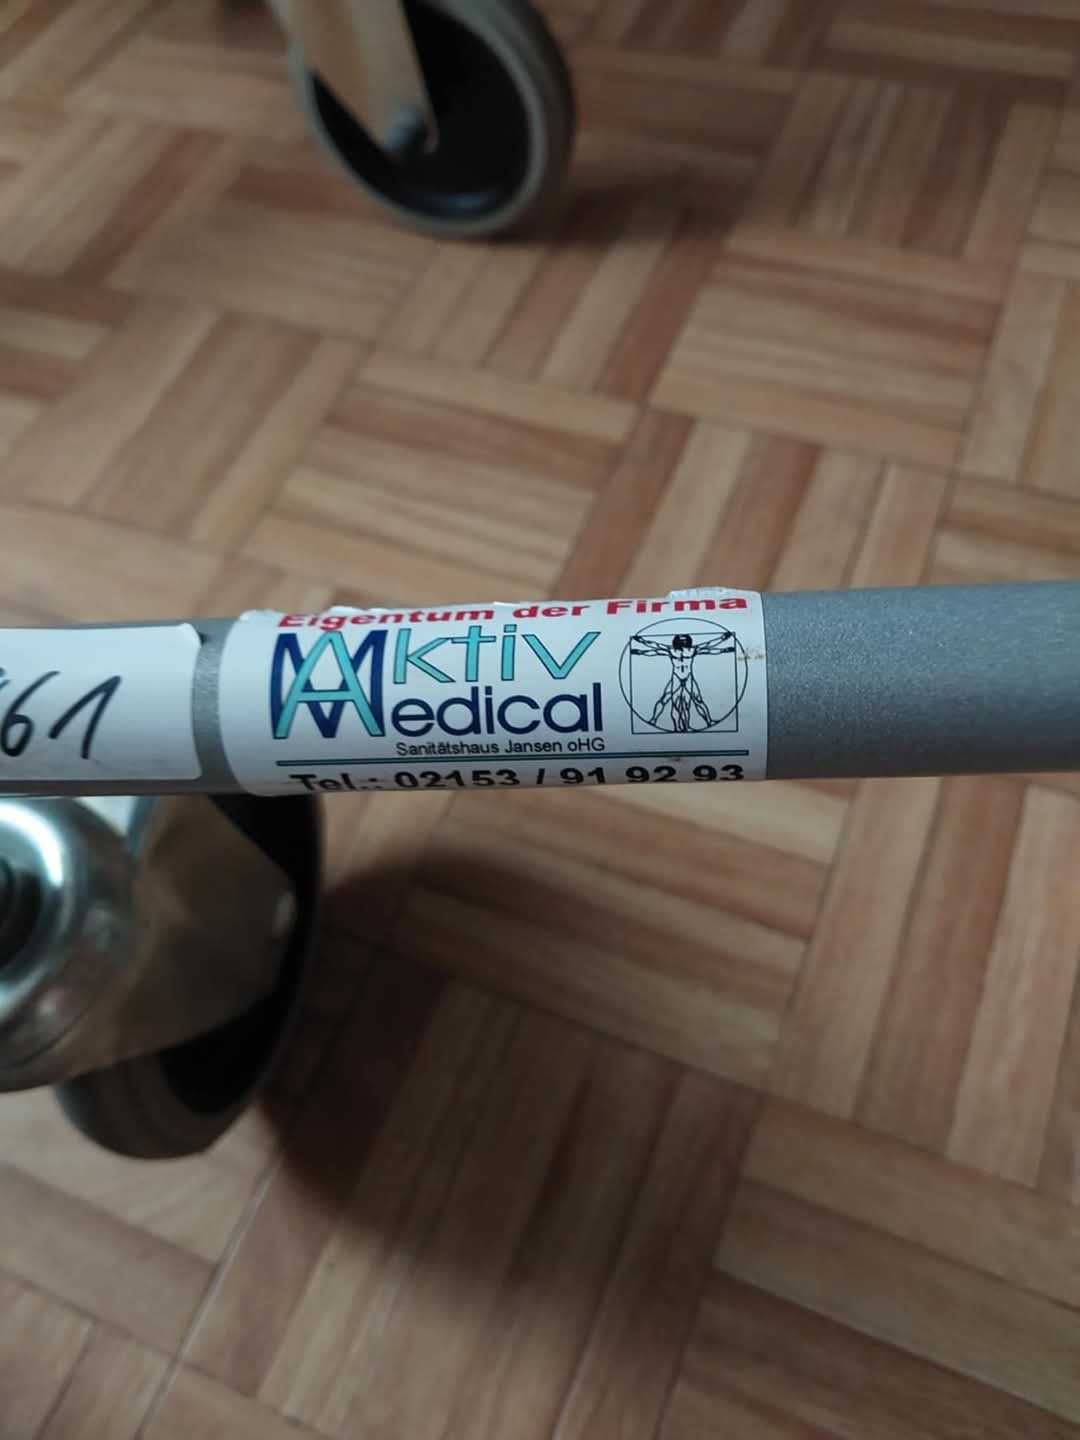 61
Eigentum der Firma
Aktiv
Medical
Sanitätshaus Jansen oHG
Tel.: 02153 / 91 92 93